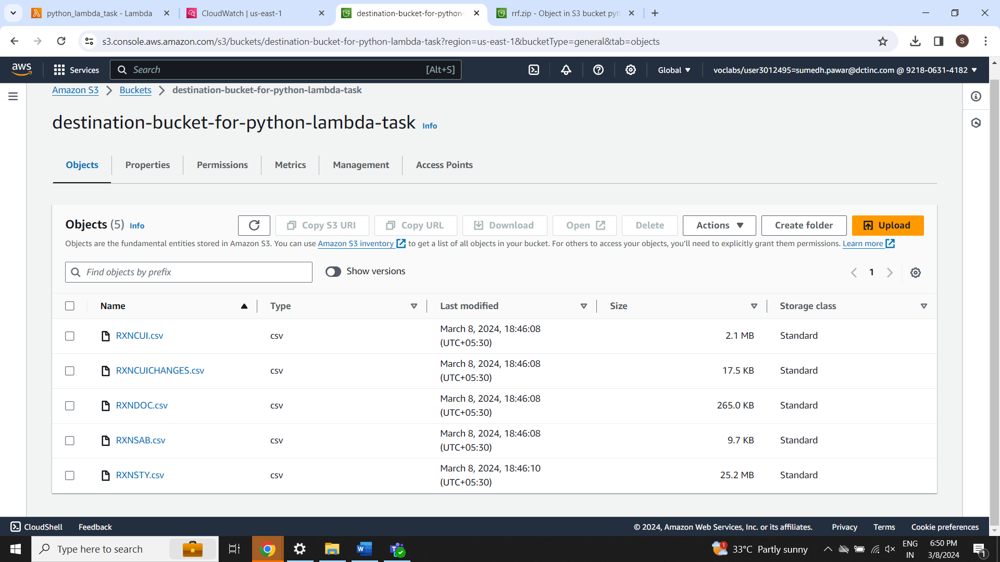 python_lambda_task - Lambda
CloudWatch | us-east-1
destination-bucket-for-python-
rrf.zip - Object in S3 bucket pyt
s3.console.aws.amazon.com/s3/buckets/destination-bucket-for-python-lambda-task?region=us-east-1&bucketType=general&tab=objects
S
aws
Services
Search
[Alt+S]
Global
voclabs/user3012495=sumedh.pawar@dctinc.com @ 9218-0631-4182
Amazon S3
Buckets
destination-bucket-for-python-lambda-task
destination-bucket-for-python-lambda-task Info
Objects
Properties
Permissions
Metrics
Management
Access Points
Objects (5) Info
Copy S3 URI
Copy URL
Download
Open
Delete
Actions
Create folder
Upload
Objects are the fundamental entities stored in Amazon S3. You can use Amazon S3 inventory to get a list of all objects in your bucket. For others to access your objects, you'll need to explicitly grant them permissions. Learn more
Find objects by prefix
Show versions
1
Name Type Last modified Size Storage class
RXNCUI.csv csv March 8, 2024, 18:46:08 (UTC+05:30) 2.1 MB Standard
RXNCUICHANGES.csv csv March 8, 2024, 18:46:08 (UTC+05:30) 17.5 KB Standard
RXNDOC.csv csv March 8, 2024, 18:46:08 (UTC+05:30) 265.0 KB Standard
RXNSAB.csv csv March 8, 2024, 18:46:08 (UTC+05:30) 9.7 KB Standard
RXNSTY.csv csv March 8, 2024, 18:46:10 (UTC+05:30) 25.2 MB Standard
CloudShell
Feedback
© 2024, Amazon Web Services, Inc. or its affiliates.
Privacy
Terms
Cookie preferences
Type here to search
1
33°C Partly sunny
ENG
IN
6:50 PM
3/8/2024
1